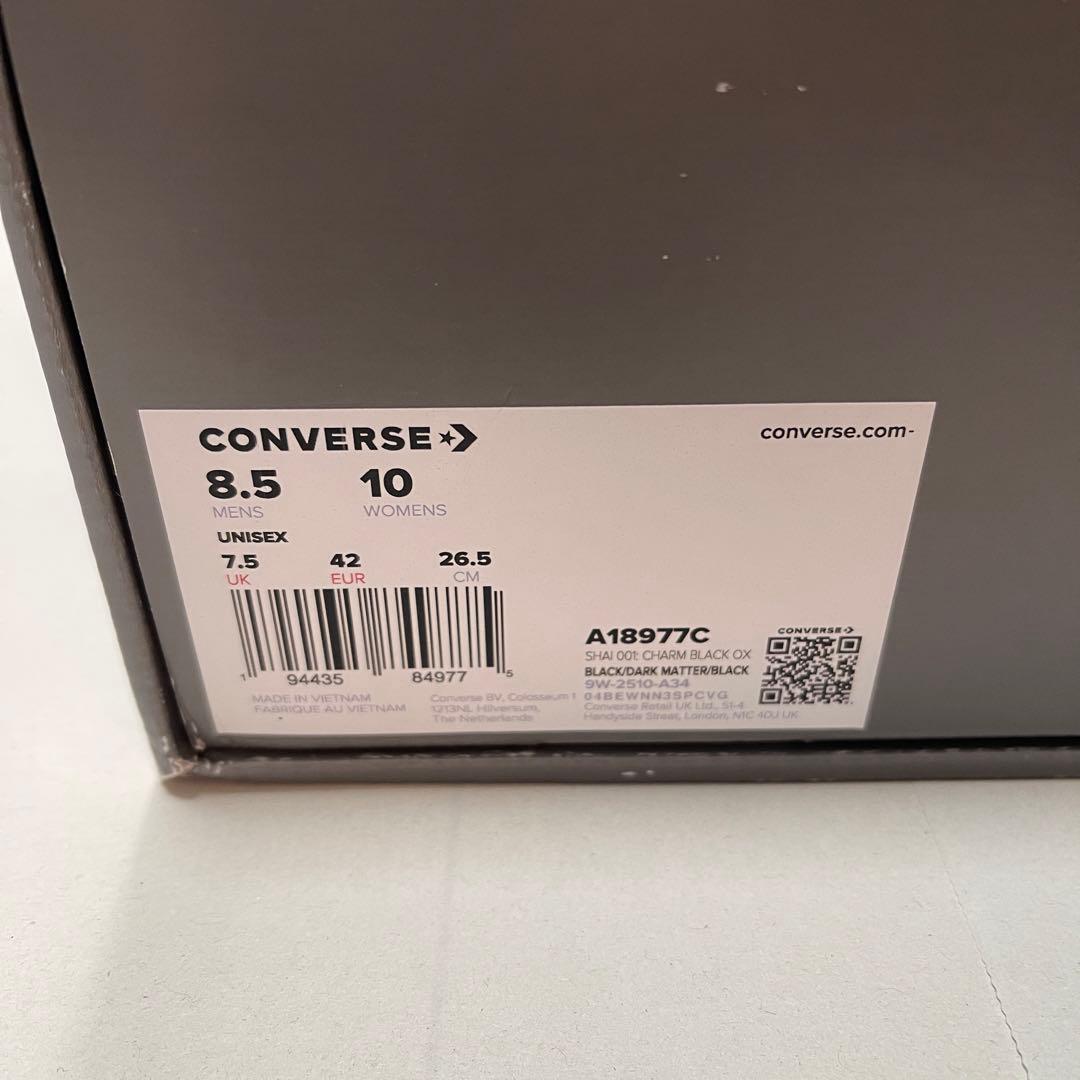 CONVERSE
converse.com-
8.5 10
MENS WOMENS
UNISEX
7.5 42 26.5
UK EUR CM
1 94435 84977 5
MADE IN VIETNAM
FABRIQUE AU VIETNAM
Converse BV, Colosseum 1
1213NL Hilversum,
The Netherlands
A18977C
SHAI 001: CHARM BLACK OX
BLACK/DARK MATTER/BLACK
9W-2510-A34
04BEWNN3SPCVG
Converse Retail UK Ltd., S1-4
Handyside Street, London, N1C 4DJ UK
CONVERSE